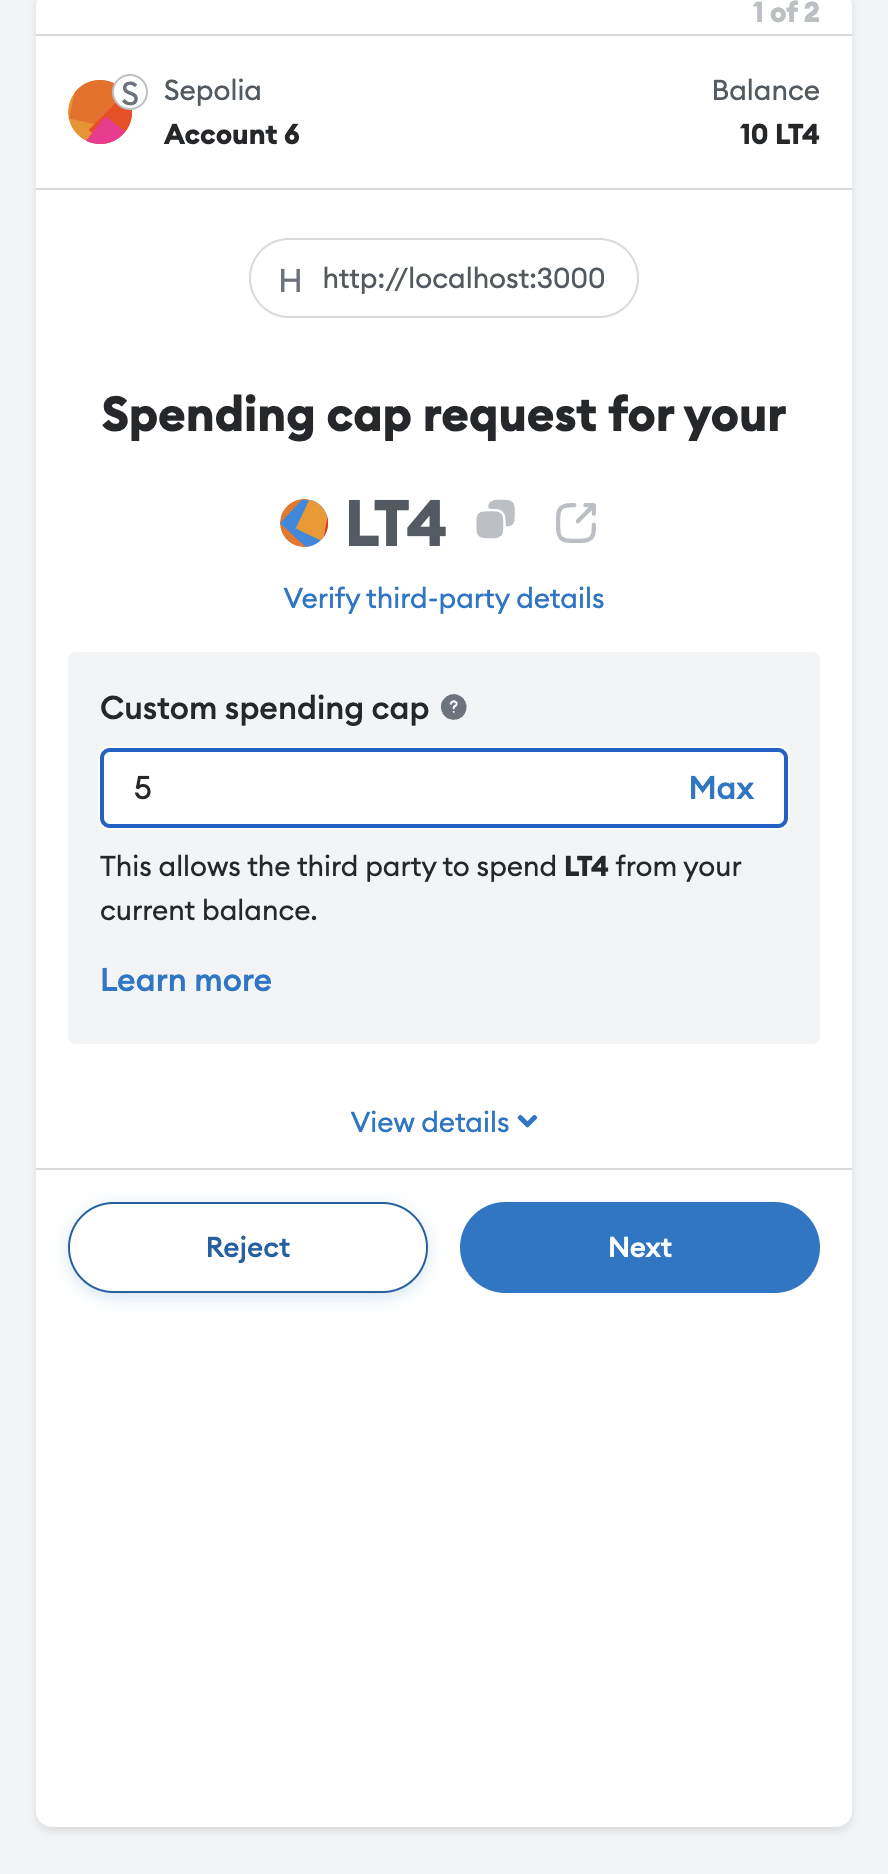 1 of 2
S
Sepolia
Balance
Account 6
10 LT4
H http://localhost:3000
Spending cap request for your
LT4
Verify third-party details
Custom spending cap ?
5
Max
This allows the third party to spend LT4 from your
current balance.
Learn more
View details
Reject
Next